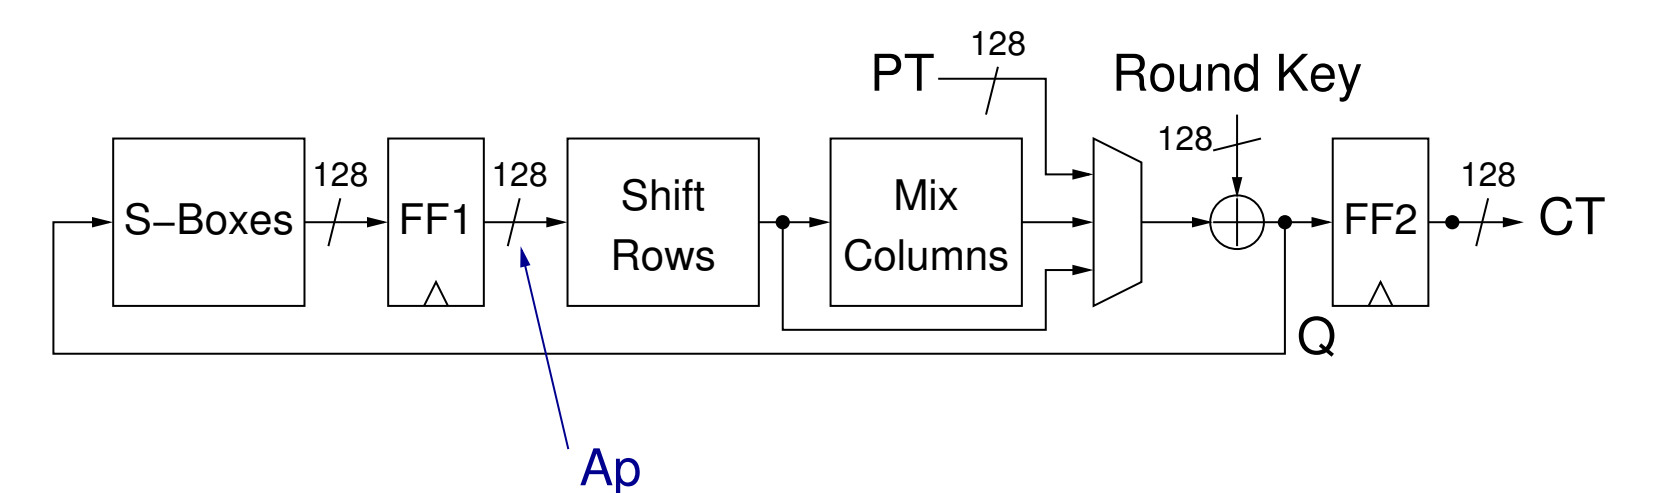 128
PT
Round Key
128
128
128
128
S–Boxes
FF1
Shift
Rows
Mix
Columns
FF2
CT
Q
Ap